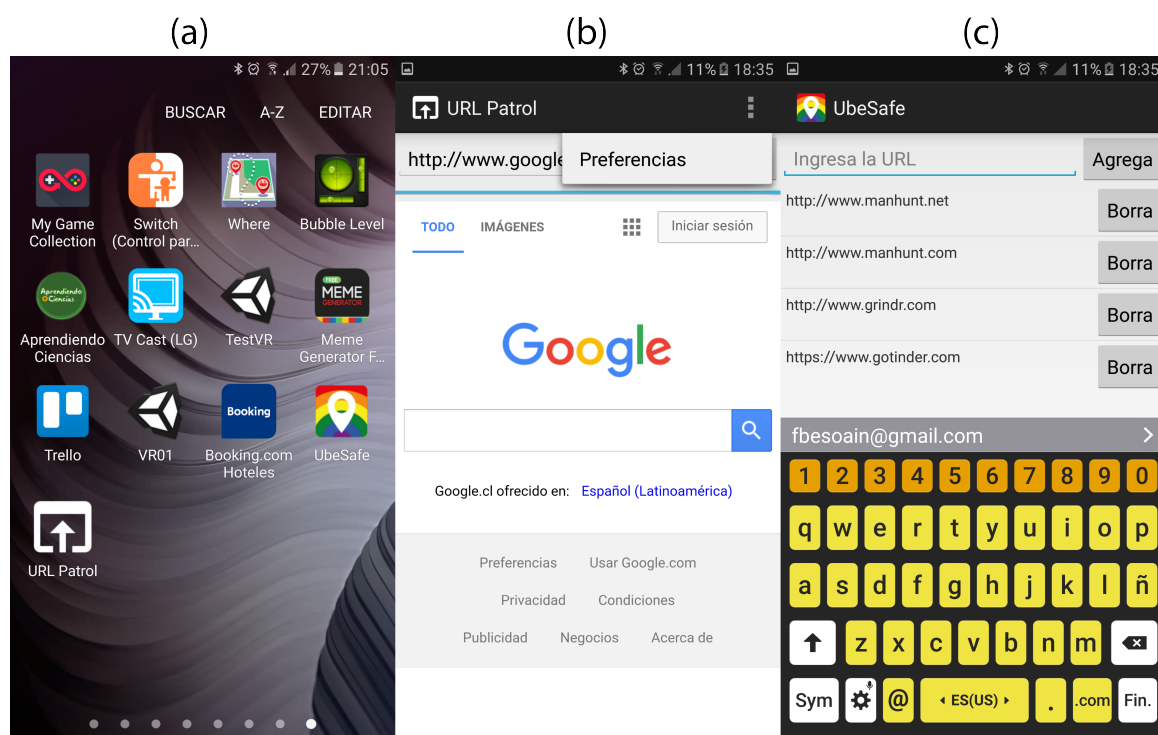 (a)
27% 21:05
BUSCAR A-Z EDITAR
My Game Collection
Switch (Control par...
Where
Bubble Level
Aprendiendo Ciencias
Aprendiendo Ciencias
TV Cast (LG)
TestVR
FREE MEME GENERATOR
Meme Generator F...
Trello
VR01
Booking
Booking.com Hoteles
UbeSafe
URL Patrol
(b)
11% 18:35
URL Patrol
http://www.google
Preferencias
TODO IMÁGENES Iniciar sesión
Google
Google.cl ofrecido en: Español (Latinoamérica)
Preferencias Usar Google.com
Privacidad Condiciones
Publicidad Negocios Acerca de
(c)
11% 18:35
UbeSafe
Ingresa la URL Agrega
http://www.manhunt.net Borra
http://www.manhunt.com Borra
http://www.grindr.com Borra
https://www.gotinder.com Borra
fbesoain@gmail.com
1 2 3 4 5 6 7 8 9 0
q w e r t y u i o p
a s d f g h j k l ñ
z x c v b n m
Sym @ ES(US) . .com Fin.